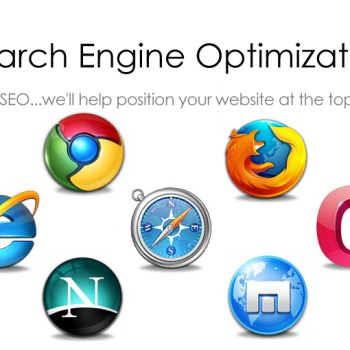 arch Engine Optimizat
SEO...we'll help position your website at the top
N
W E
S
N
m